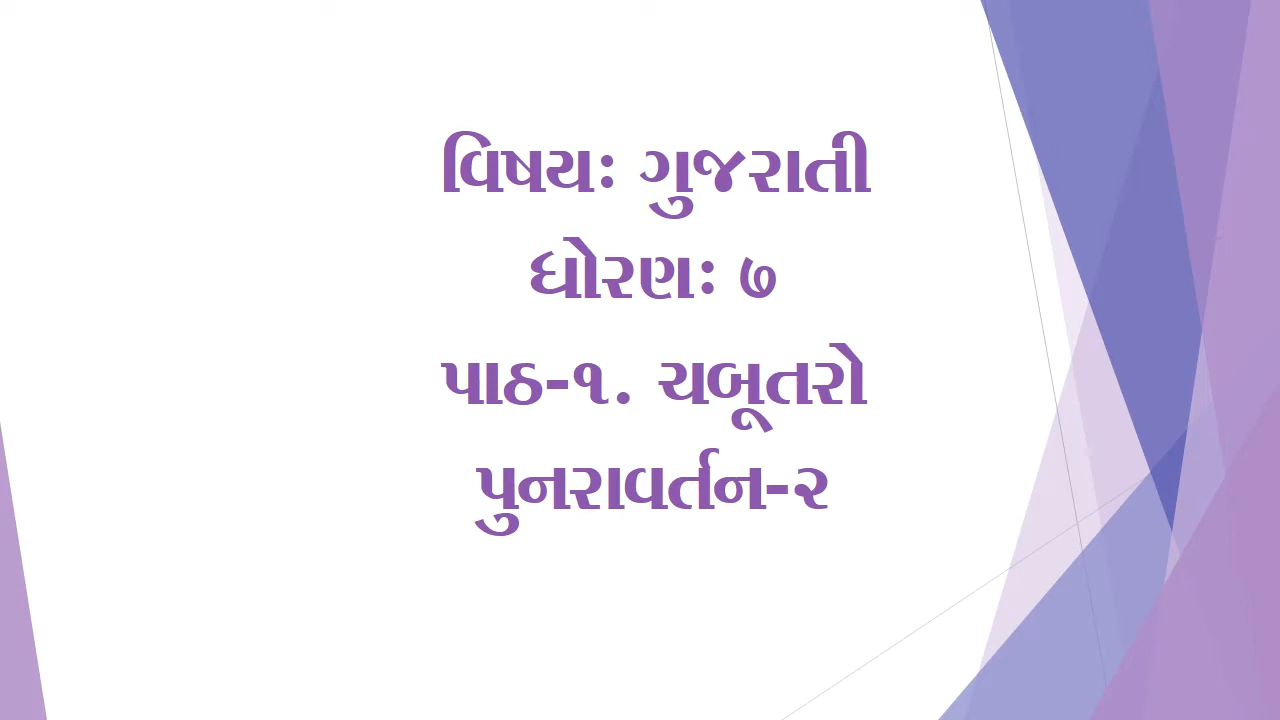 વિષયઃ ગુજરાતી
ધોરણઃ ૭
પાઠ-૧. ચબૂતરો
પુનરાવર્તન-૨